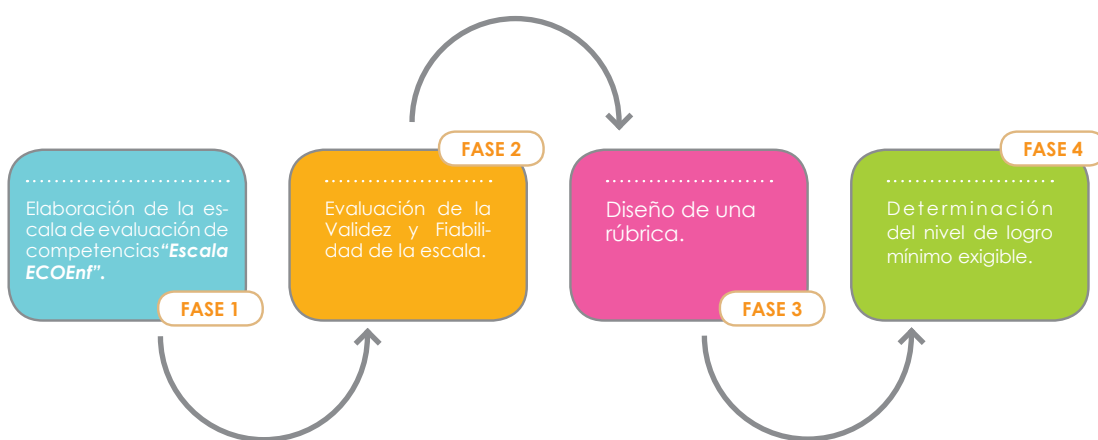 Elaboración de la es-
cala de evaluación de
competencias“Escala
ECOEnf”.
FASE 1
FASE 2
Evaluación de la
Validez y Fiabili-
dad de la escala.
Diseño de una
rúbrica.
FASE 3
FASE 4
Determinación
del nivel de logro
mínimo exigible.